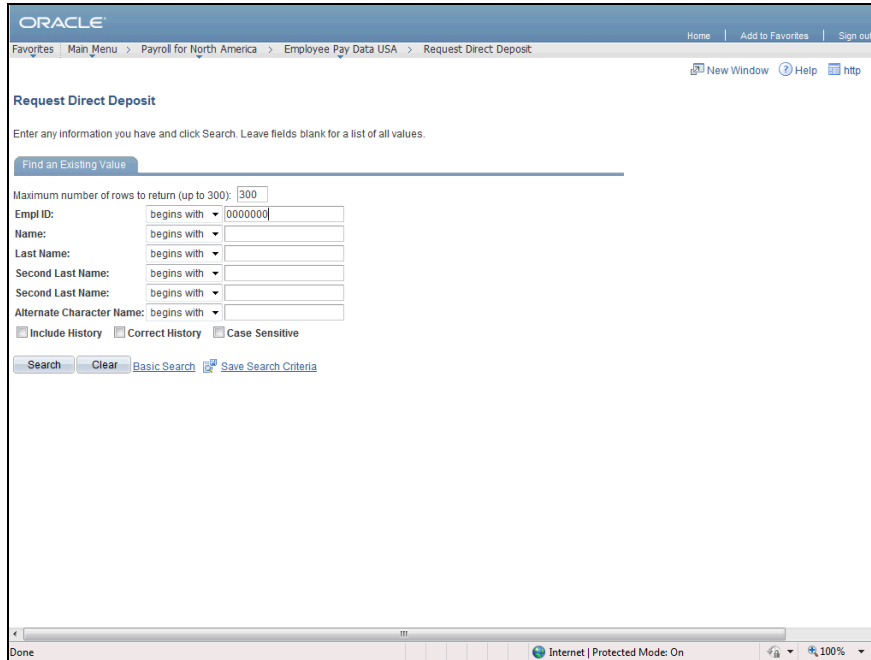 ORACLE
Home | Add to Favorites | Sign out
Favorites | Main Menu > Payroll for North America > Employee Pay Data USA > Request Direct Deposit
New Window Help http
Request Direct Deposit
Enter any information you have and click Search. Leave fields blank for a list of all values.
Find an Existing Value
Maximum number of rows to return (up to 300): 300
Empl ID: begins with 0000000
Name: begins with
Last Name: begins with
Second Last Name: begins with
Second Last Name: begins with
Alternate Character Name: begins with
Include History Correct History Case Sensitive
Search Clear Basic Search Save Search Criteria
Done Internet | Protected Mode: On 100%